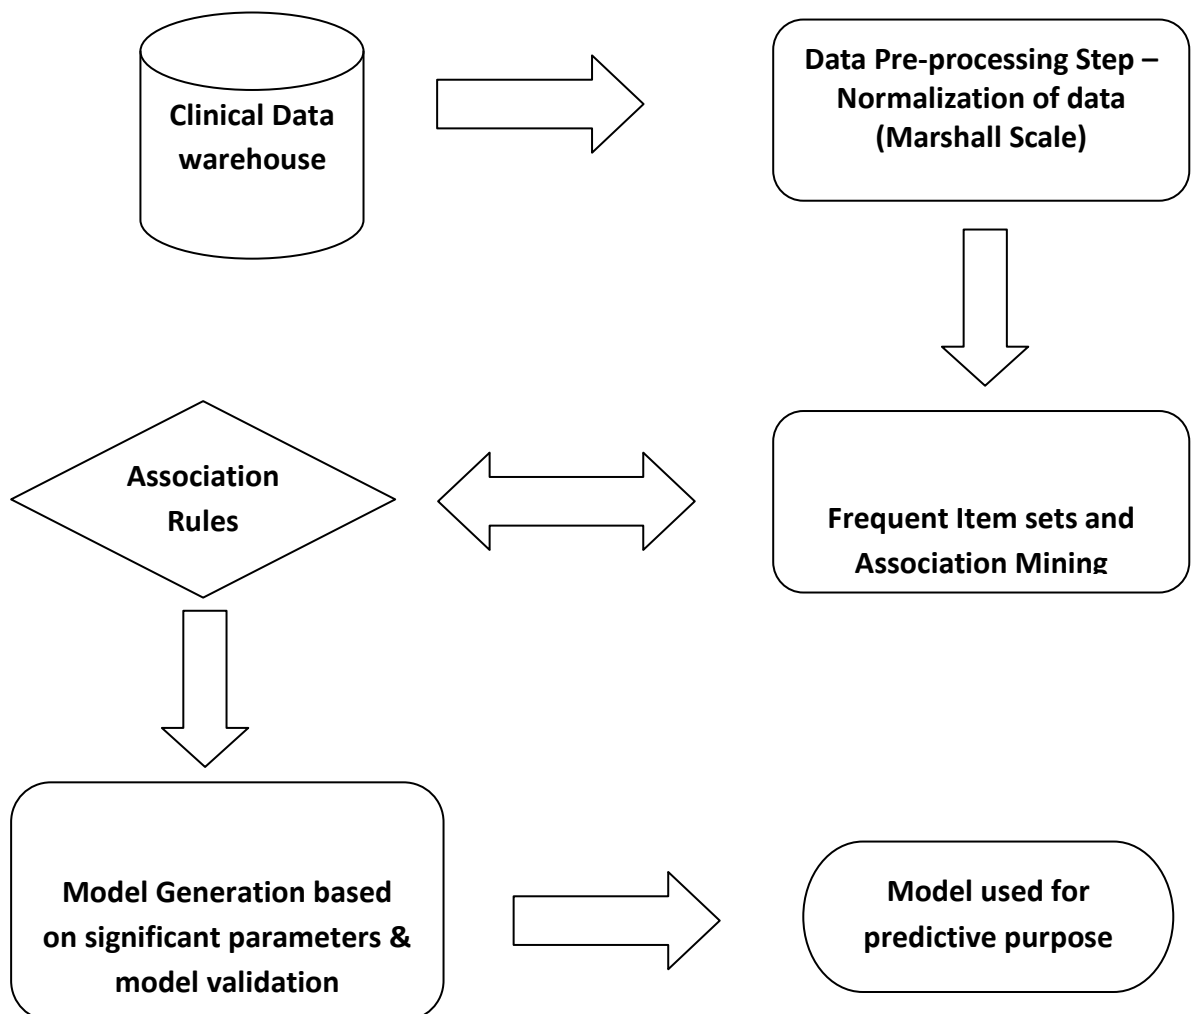 Clinical Data
warehouse
Data Pre-processing Step –
Normalization of data
(Marshall Scale)
Association
Rules
Frequent Item sets and
Association Mining
Model Generation based
on significant parameters &
model validation
Model used for
predictive purpose